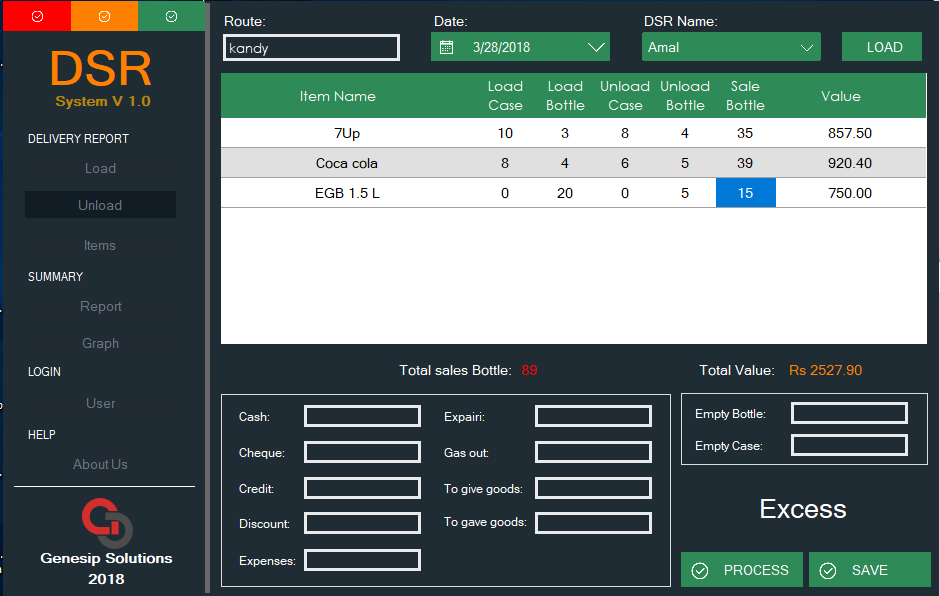 DSR
System V 1.0
DELIVERY REPORT
Load
Unload
Items
SUMMARY
Report
Graph
LOGIN
User
HELP
About Us
Genesip Solutions
2018
Route: Date: DSR Name:
kandy 3/28/2018 Amal LOAD
Item Name Load Case Load Bottle Unload Case Unload Bottle Sale Bottle Value
7Up 10 3 8 4 35 857.50
Coca cola 8 4 6 5 39 920.40
EGB 1.5 L 0 20 0 5 15 750.00
Total sales Bottle: 89 Total Value: Rs 2527.90
Cash: Expairi: Empty Bottle:
Cheque: Gas out: Empty Case:
Credit: To give goods:
Discount: To gave goods:
Expenses:
Excess
PROCESS SAVE